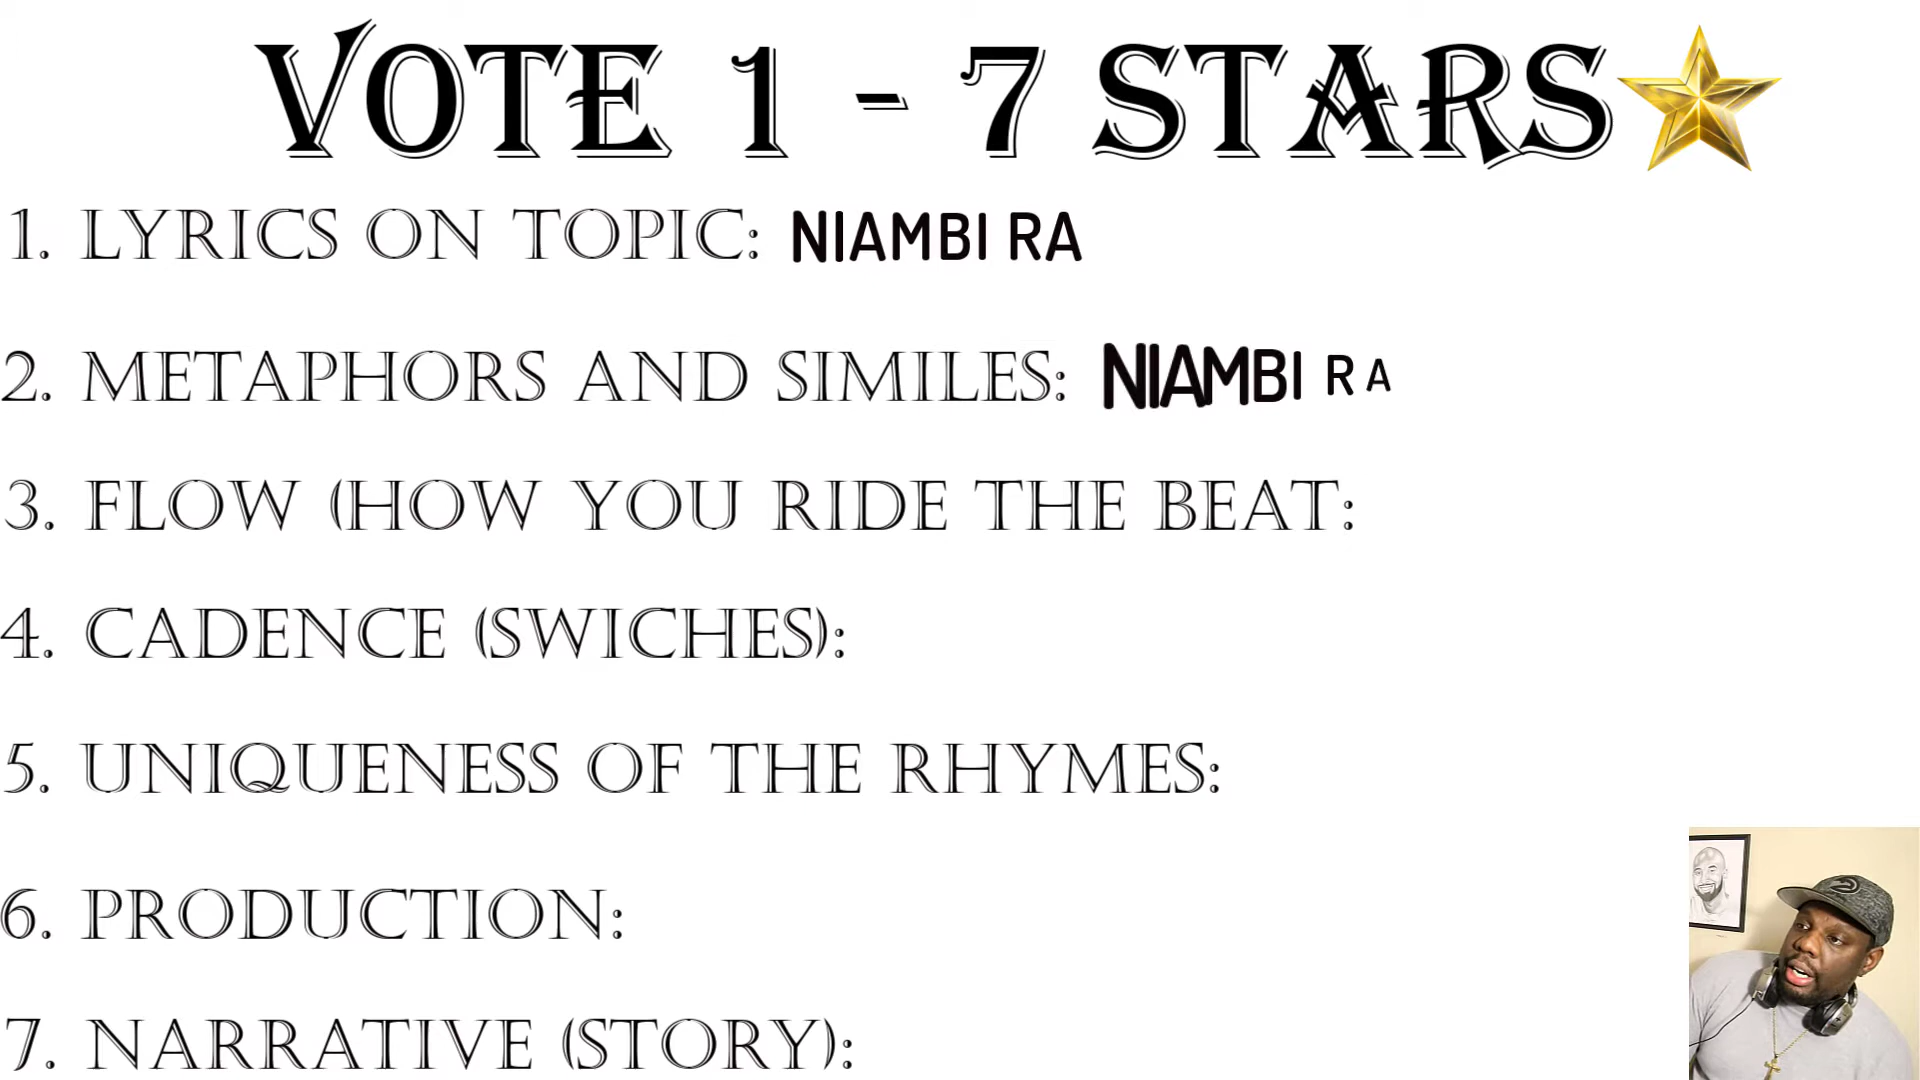 VOTE 1 - 7 STARS
1. LYRICS ON TOPIC: NIAMBI RA
2. METAPHORS AND SIMILES: NIAMBI RA
3. FLOW (HOW YOU RIDE THE BEAT:
4. CADENCE (SWICHES):
5. UNIQUENESS OF THE RHYMES:
6. PRODUCTION:
7. NARRATIVE (STORY):